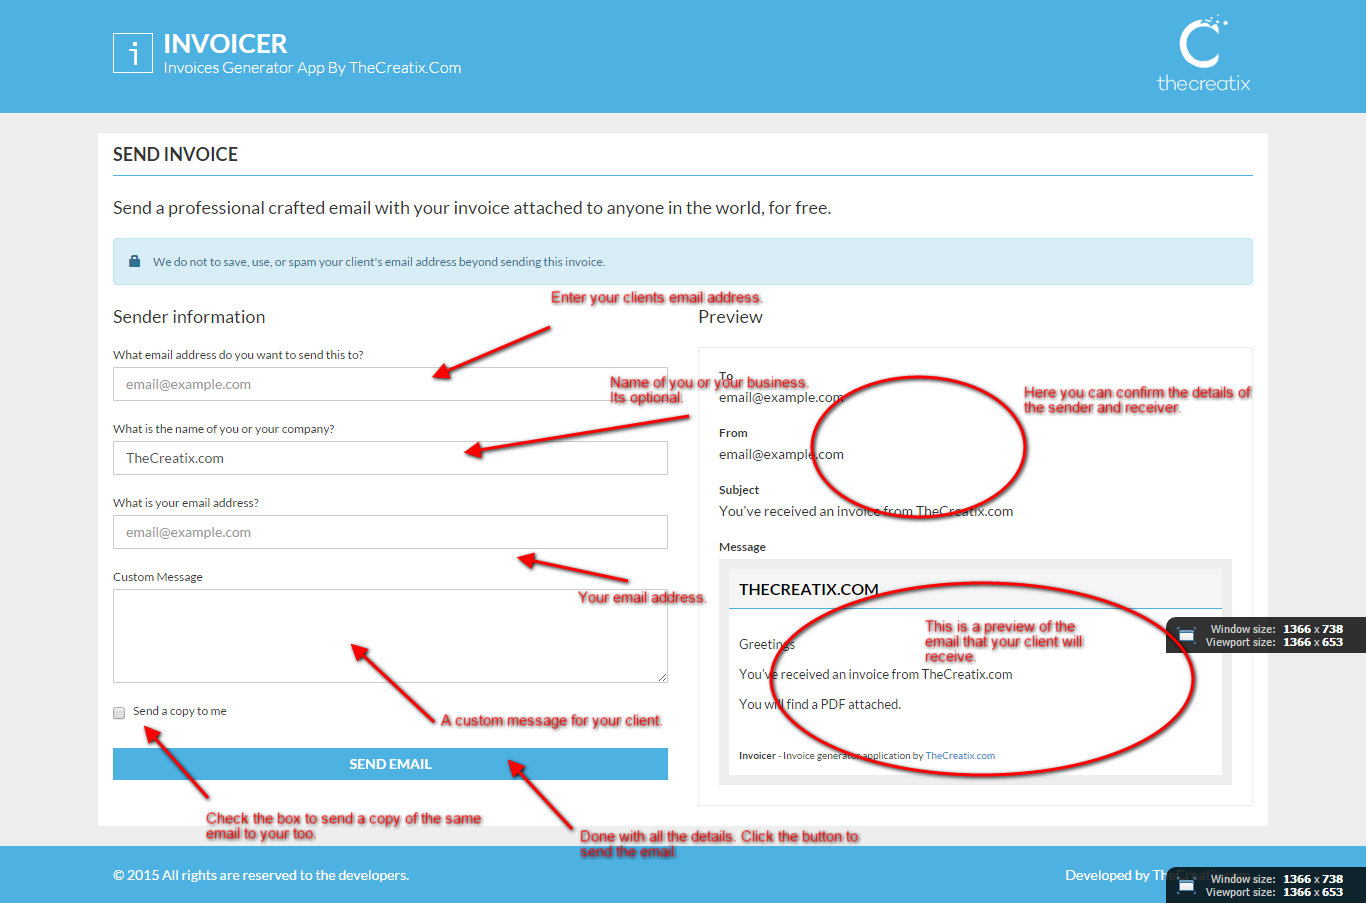 i
INVOICER
Invoices Generator App By TheCreatix.Com
thecreatix
SEND INVOICE
Send a professional crafted email with your invoice attached to anyone in the world, for free.
We do not to save, use, or spam your client's email address beyond sending this invoice.
Enter your clients email address.
Sender information
What email address do you want to send this to?
email@example.com
Name of you or your business.
Its optional.
What is the name of you or your company?
TheCreatix.com
What is your email address?
email@example.com
Your email address.
Custom Message
A custom message for your client.
Send a copy to me
SEND EMAIL
Check the box to send a copy of the same
email to your too.
Done with all the details. Click the button to
send the email.
Preview
To
email@example.com
From
email@example.com
Here you can confirm the details of
the sender and receiver.
Subject
You've received an invoice from TheCreatix.com
Message
THECREATIX.COM
This is a preview of the
email that your client will
receive.
Greetings
You've received an invoice from TheCreatix.com
You will find a PDF attached.
Invoicer - Invoice generator application by TheCreatix.com
Window size: 1366 x 738
Viewport size: 1366 x 653
© 2015 All rights are reserved to the developers.
Developed by TheCreatix.com
Window size: 1366 x 738
Viewport size: 1366 x 653